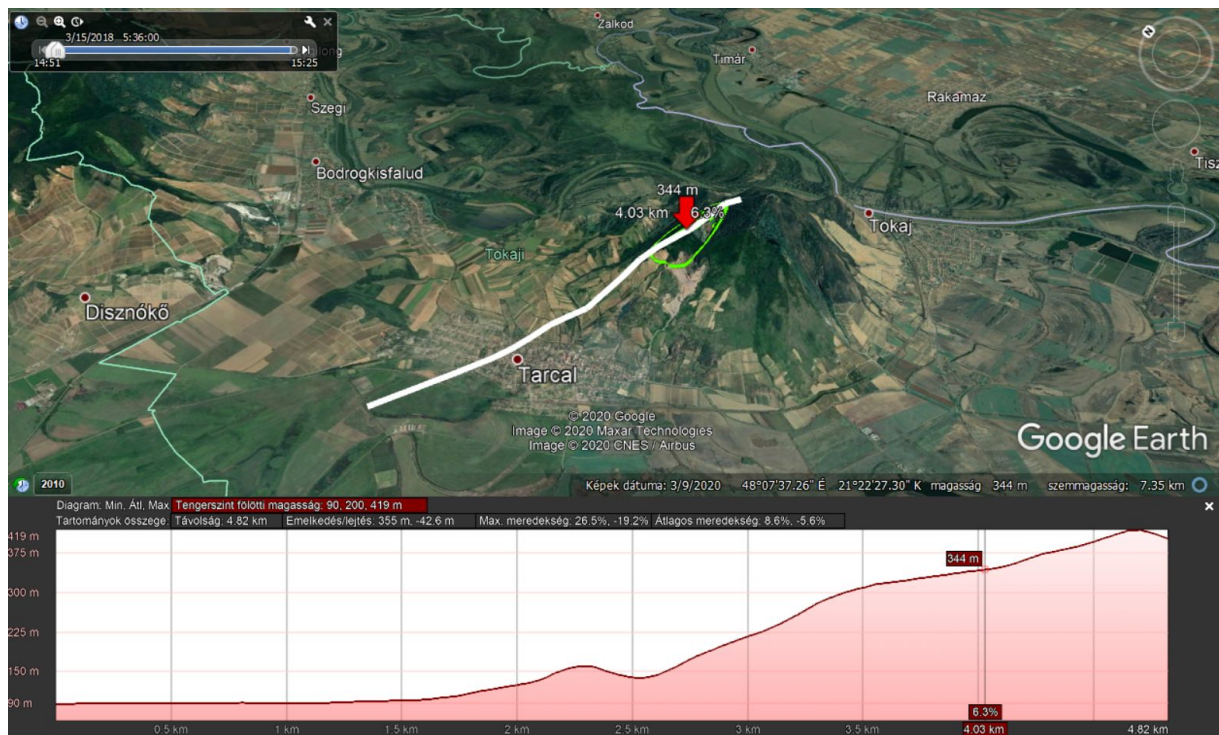 3/15/2018 5:36:00
14:51
15:25
Zalkod
Timár
Szegi
Rakamaz
Bodrogkisfalud
Tisz
344 m
4.03 km 6.3%
Tokaj
Tokaji
Disznókő
Tarcal
© 2020 Google
Image © 2020 Maxar Technologies
Image © 2020 CNES / Airbus
Google Earth
2010
Képek dátuma: 3/9/2020 48°07'37.26" É 21°22'27.30" K magasság 344 m szemmagasság: 7.35 km
Diagram: Min. Átl. Max. Tengerszint fölötti magasság: 90, 200, 419 m
Tartományok összege: Távolság: 4.82 km Emelkedés/lejtés: 355 m, -42.6 m Max. meredekség: 26.5%, -19.2% Átlagos meredekség: 8.6%, -5.6%
419 m
375 m
344 m
300 m
225 m
150 m
90 m
6.3%
0.5 km 1 km 1.5 km 2 km 2.5 km 3 km 3.5 km 4.03 km 4.82 km